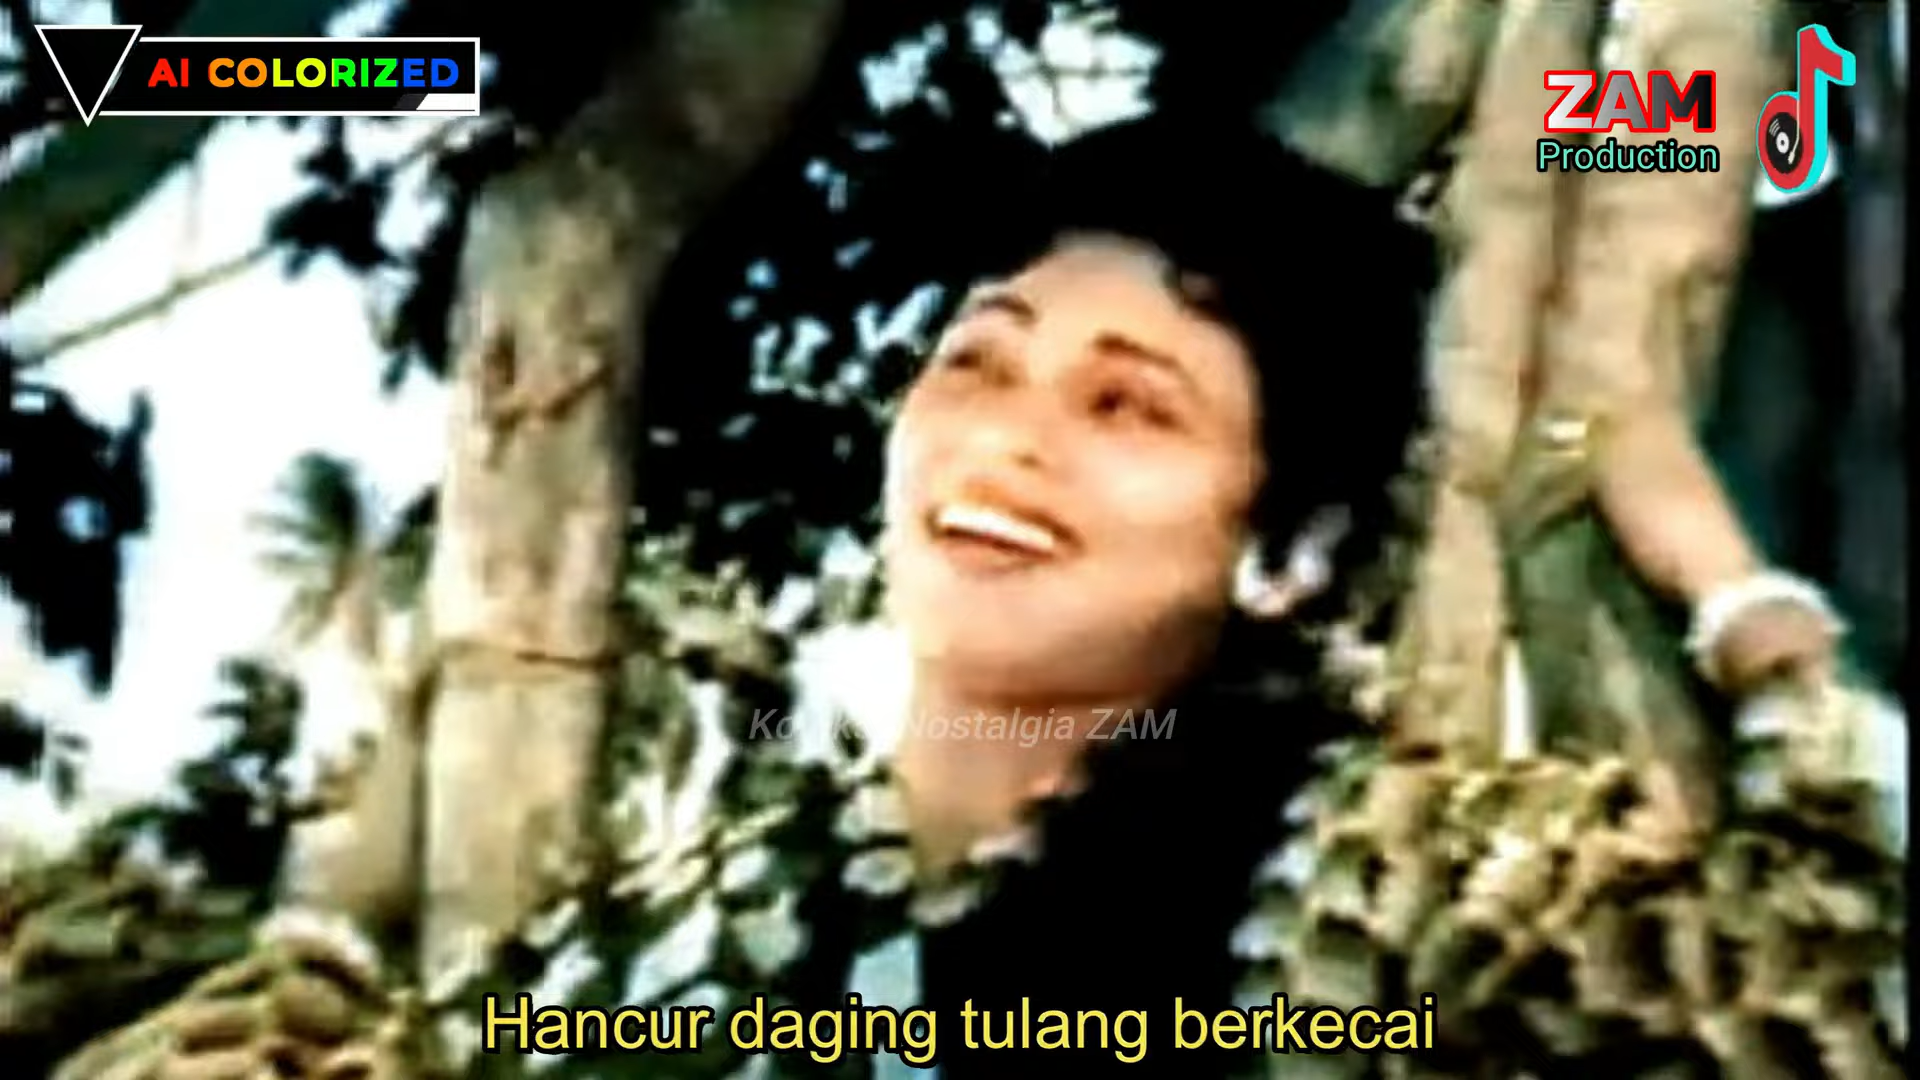 AI COLORIZED
ZAM
Production
Nostalgia ZAM
Hancur daging tulang berkecai